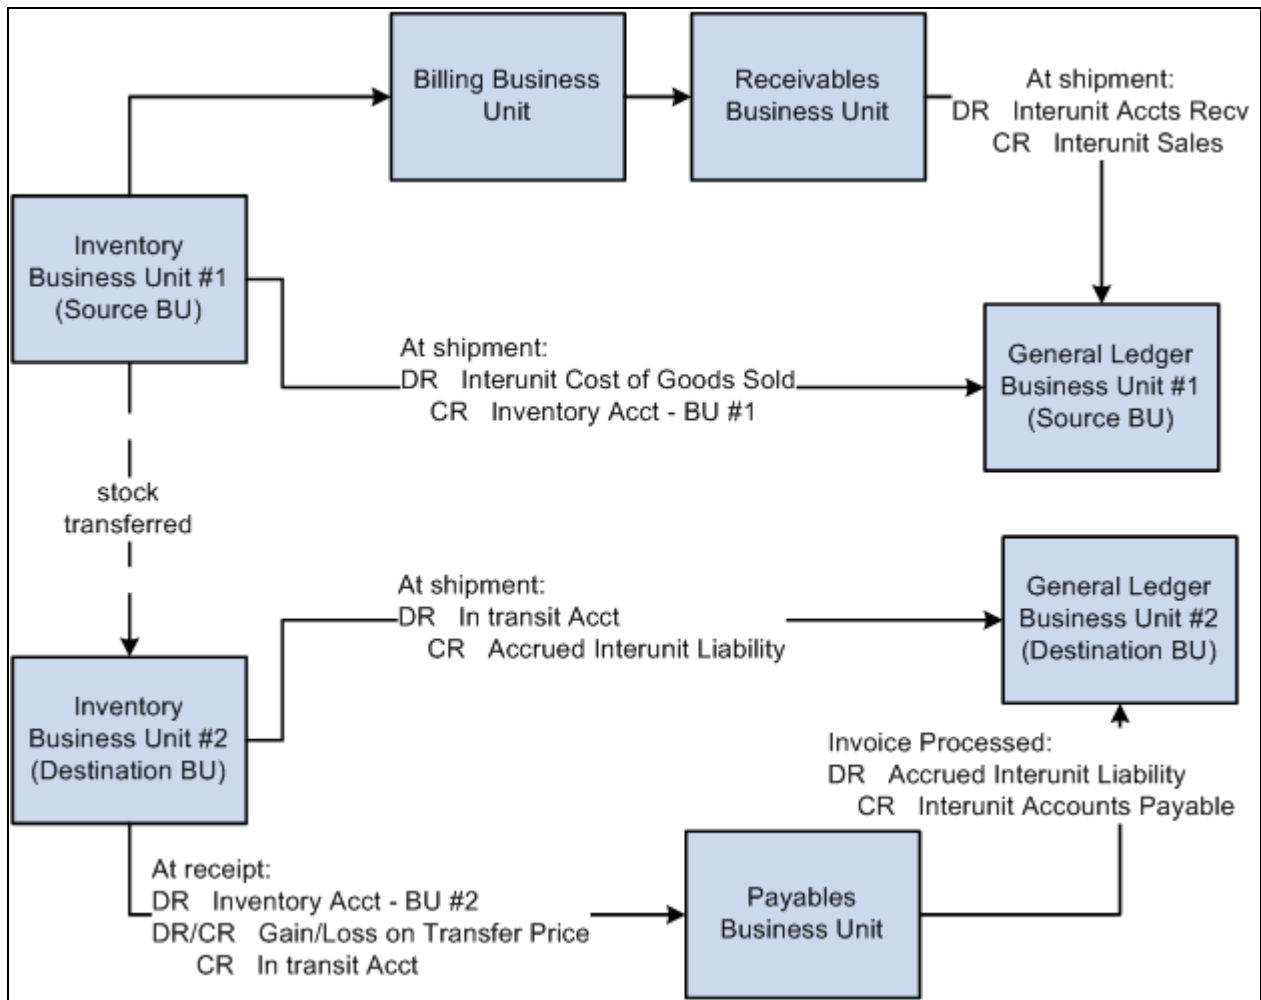 Billing Business
Unit
Receivables
Business Unit
At shipment:
DR Interunit Accts Recv
CR Interunit Sales
Inventory
Business Unit #1
(Source BU)
At shipment:
DR Interunit Cost of Goods Sold
CR Inventory Acct - BU #1
General Ledger
Business Unit #1
(Source BU)
stock
transferred
At shipment:
DR In transit Acct
CR Accrued Interunit Liability
General Ledger
Business Unit #2
(Destination BU)
Inventory
Business Unit #2
(Destination BU)
Invoice Processed:
DR Accrued Interunit Liability
CR Interunit Accounts Payable
At receipt:
DR Inventory Acct - BU #2
DR/CR Gain/Loss on Transfer Price
CR In transit Acct
Payables
Business Unit